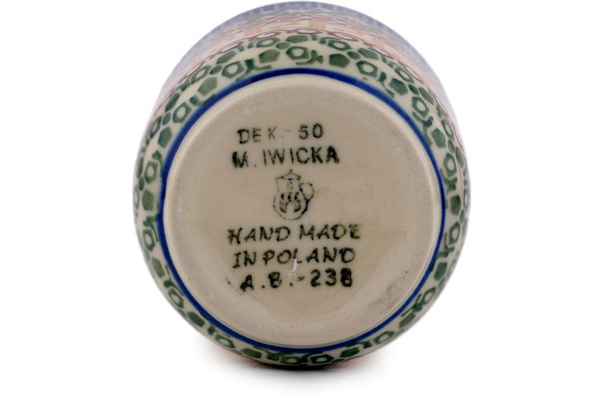 DEK.-50
M. IWICKA
HAND MADE
IN POLAND
A.B.-238